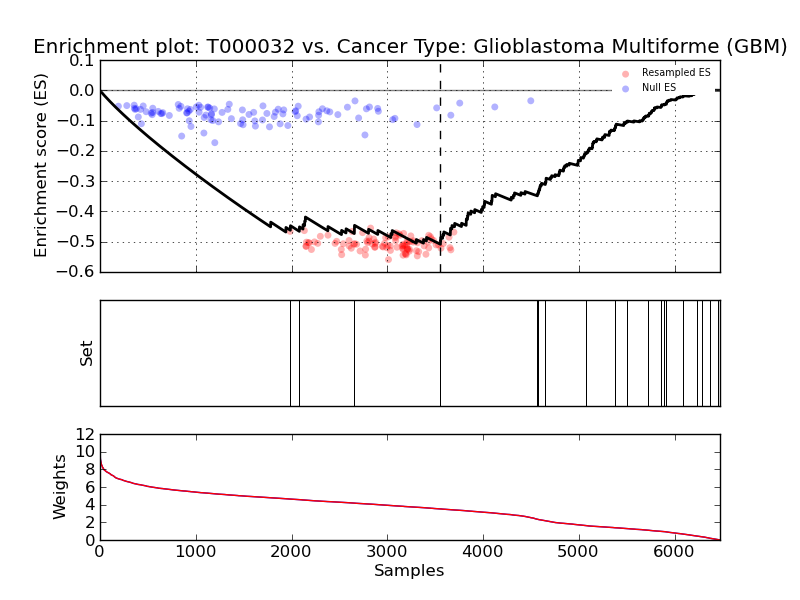 Enrichment plot: T000032 vs. Cancer Type: Glioblastoma Multiforme (GBM)
0.1
0.0
−0.1
−0.2
−0.3
−0.4
−0.5
−0.6
Enrichment score (ES)
Resampled ES
Null ES
Set
12
10
8
6
4
2
0
Weights
0 1000 2000 3000 4000 5000 6000
Samples